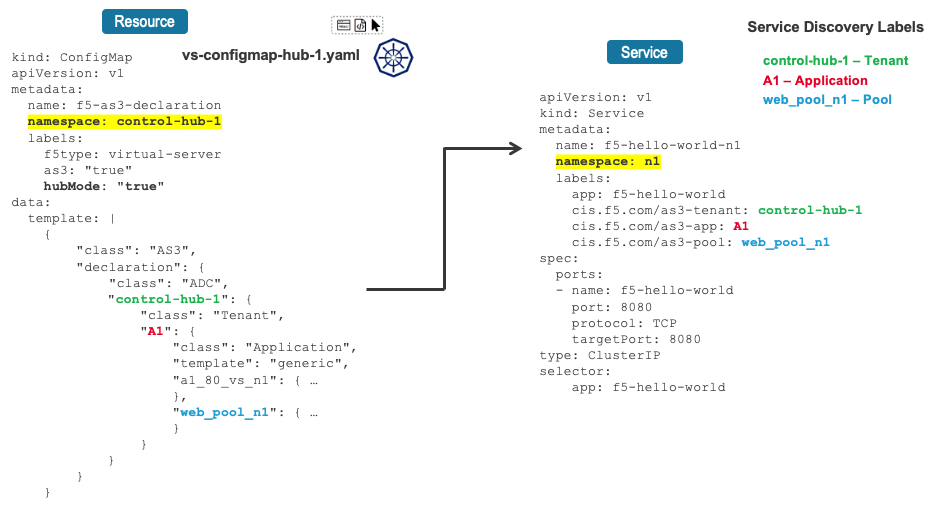 Resource
vs-configmap-hub-1.yaml
kind: ConfigMap
apiVersion: v1
metadata:
  name: f5-as3-declaration
  namespace: control-hub-1
  labels:
    f5type: virtual-server
    as3: "true"
    hubMode: "true"
data:
  template: |
    {
        "class": "AS3",
        "declaration": {
            "class": "ADC",
            "control-hub-1": {
                "class": "Tenant",
                "A1": {
                    "class": "Application",
                    "template": "generic",
                    "a1_80_vs_n1": { …
                    },
                    "web_pool_n1": { …
                    }
                }
            }
        }
    }
Service
apiVersion: v1
kind: Service
metadata:
  name: f5-hello-world-n1
  namespace: n1
  labels:
    app: f5-hello-world
    cis.f5.com/as3-tenant: control-hub-1
    cis.f5.com/as3-app: A1
    cis.f5.com/as3-pool: web_pool_n1
spec:
  ports:
  - name: f5-hello-world
    port: 8080
    protocol: TCP
    targetPort: 8080
type: ClusterIP
selector:
    app: f5-hello-world
Service Discovery Labels
control-hub-1 – Tenant
A1 – Application
web_pool_n1 – Pool